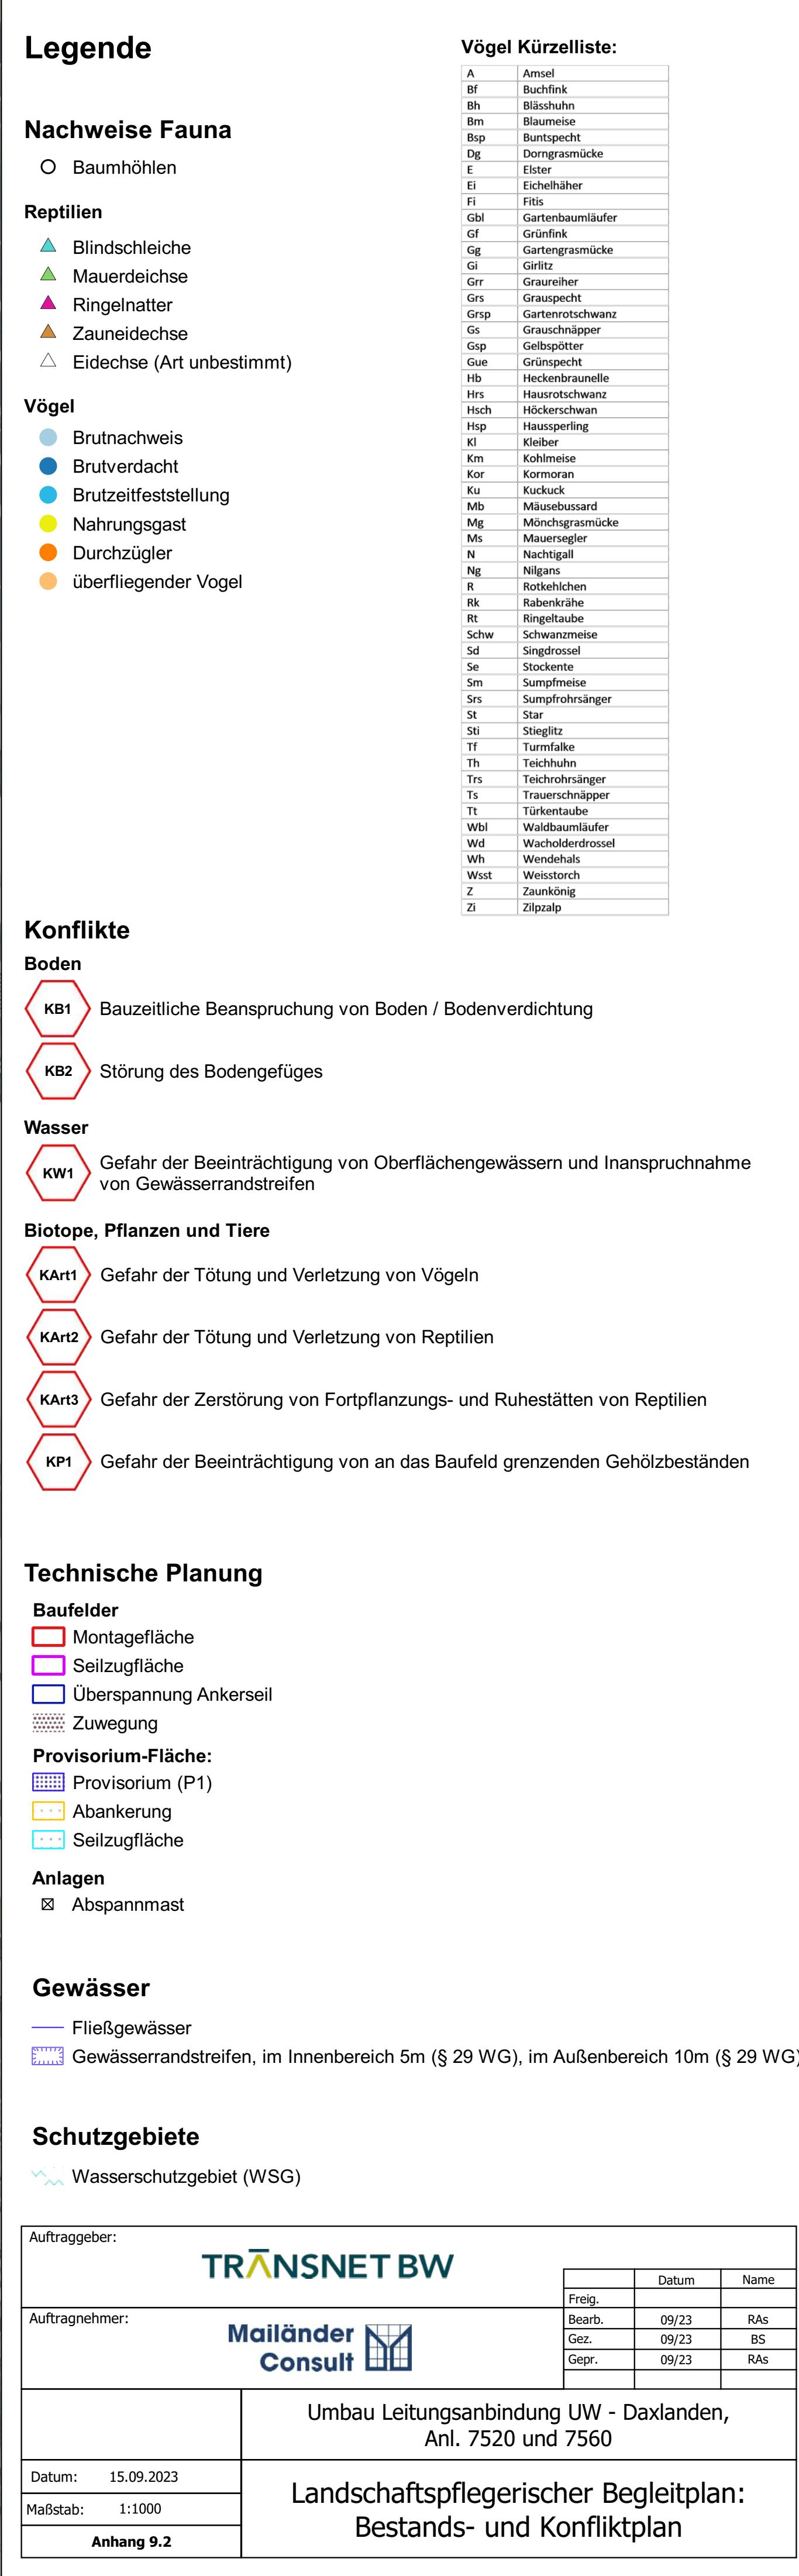 Legende
Nachweise Fauna
Baumhöhlen
Reptilien
Blindschleiche
Mauerdeichse
Ringelnatter
Zauneidechse
Eidechse (Art unbestimmt)
Vögel
Brutnachweis
Brutverdacht
Brutzeitfeststellung
Nahrungsgast
Durchzügler
überfliegender Vogel
Vögel Kürzelliste:
A Amsel
Bf Buchfink
Bh Blässhuhn
Bm Blaumeise
Bsp Buntspecht
Dg Dorngrasmücke
E Elster
Ei Eichelhäher
Fi Fitis
Gbl Gartenbaumläufer
Gf Grünfink
Gg Gartengrasmücke
Gi Girlitz
Grr Graureiher
Grs Grauspecht
Grsp Gartenrotschwanz
Gs Grauschnäpper
Gsp Gelbspötter
Gue Grünspecht
Hb Heckenbraunelle
Hrs Hausrotschwanz
Hsch Höckerschwan
Hsp Haussperling
Kl Kleiber
Km Kohlmeise
Kor Kormoran
Ku Kuckuck
Mb Mäusebussard
Mg Mönchsgrasmücke
Ms Mauersegler
N Nachtigall
Ng Nilgans
R Rotkehlchen
Rk Rabenkrähe
Rt Ringeltaube
Schw Schwanzmeise
Sd Singdrossel
Se Stockente
Sm Sumpfmeise
Srs Sumpfrohrsänger
St Star
Sti Stieglitz
Tf Turmfalke
Th Teichhuhn
Trs Teichrohrsänger
Ts Trauerschnäpper
Tt Türkentaube
Wbl Waldbaumläufer
Wd Wacholderdrossel
Wh Wendehals
Wsst Weisstorch
Z Zaunkönig
Zi Zilpzalp
Konflikte
Boden
KB1 Bauzeitliche Beanspruchung von Boden / Bodenverdichtung
KB2 Störung des Bodengefüges
Wasser
KW1 Gefahr der Beeinträchtigung von Oberflächengewässern und Inanspruchnahme
von Gewässerrandstreifen
Biotope, Pflanzen und Tiere
KArt1 Gefahr der Tötung und Verletzung von Vögeln
KArt2 Gefahr der Tötung und Verletzung von Reptilien
KArt3 Gefahr der Zerstörung von Fortpflanzungs- und Ruhestätten von Reptilien
KP1 Gefahr der Beeinträchtigung von an das Baufeld grenzenden Gehölzbeständen
Technische Planung
Baufelder
Montagefläche
Seilzugfläche
Überspannung Ankerseil
Zuwegung
Provisorium-Fläche:
Provisorium (P1)
Abankerung
Seilzugfläche
Anlagen
Abspannmast
Gewässer
Fließgewässer
Gewässerrandstreifen, im Innenbereich 5m (§ 29 WG), im Außenbereich 10m (§ 29 WG)
Schutzgebiete
Wasserschutzgebiet (WSG)
Auftraggeber:
TRANSNET BW
Datum Name
Freig.
Auftragnehmer:
Mailänder
Consult
Bearb. 09/23 RAs
Gez. 09/23 BS
Gepr. 09/23 RAs
Umbau Leitungsanbindung UW - Daxlanden,
Anl. 7520 und 7560
Datum: 15.09.2023
Maßstab: 1:1000
Anhang 9.2
Landschaftspflegerischer Begleitplan:
Bestands- und Konfliktplan